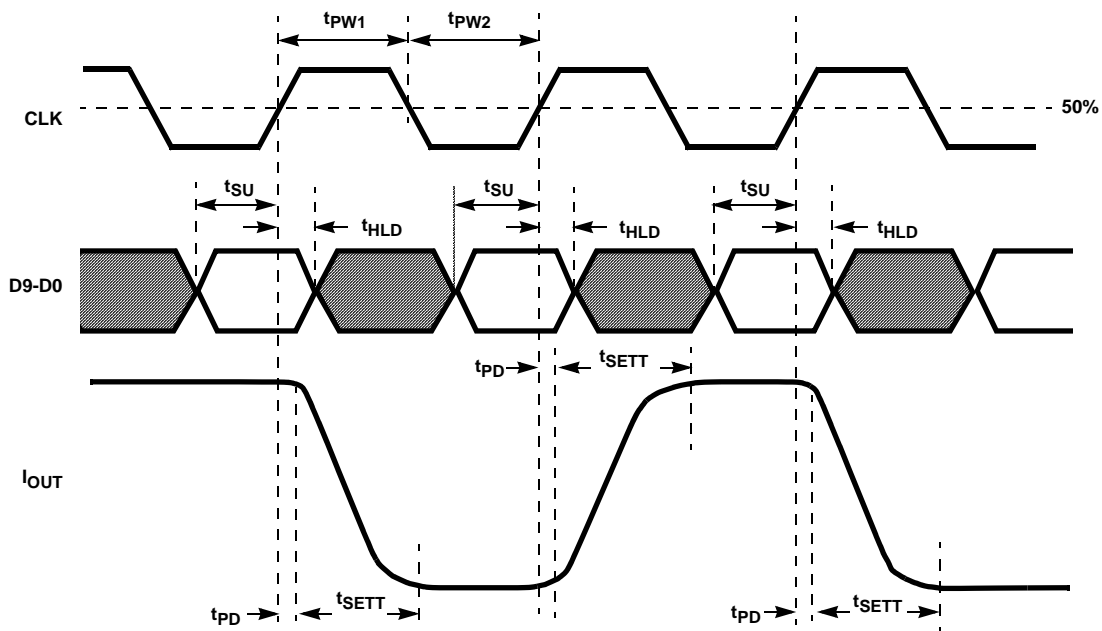 tPW1 tPW2
CLK 50%
tSU tSU tSU
tHLD tHLD tHLD
D9-D0
tPD tSETT
IOUT
tPD tSETT tPD tSETT